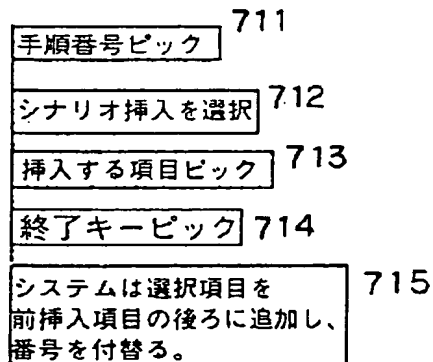 711
手順番号ピック
シナリオ挿入を選択 712
挿入する項目ピック 713
終了キーピック 714
システムは選択項目を 715
前挿入項目の後ろに追加し、
番号を付替る。